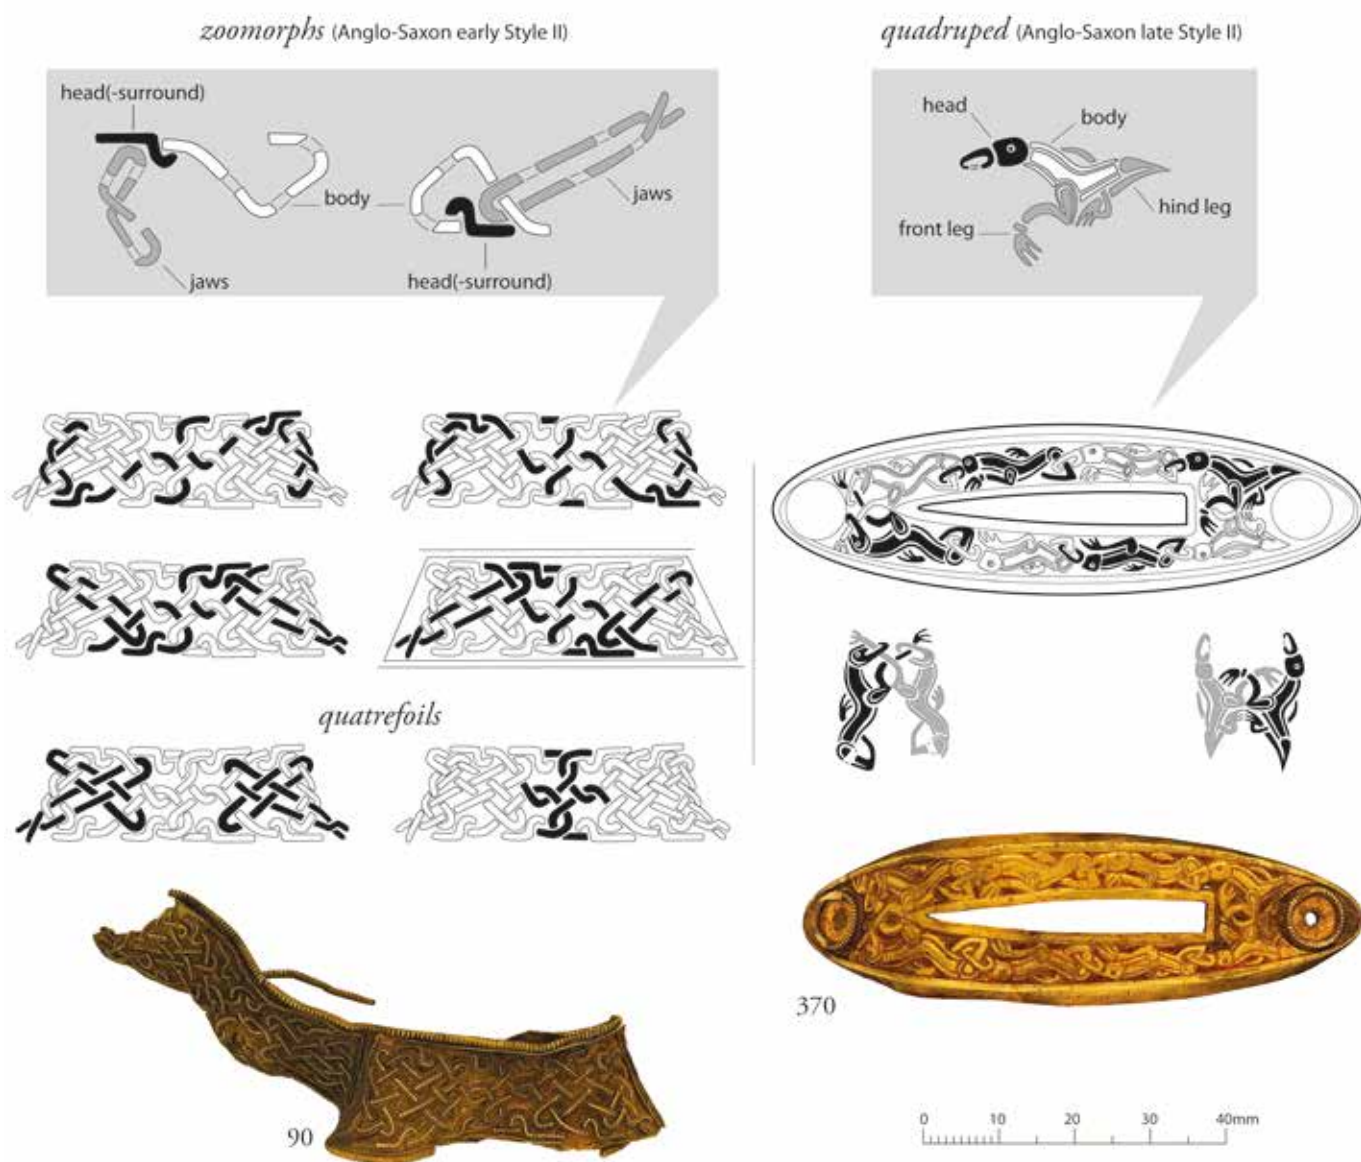 zoomorphs (Anglo-Saxon early Style II)
head(-surround)
body
jaws
jaws
head(-surround)
quadruped (Anglo-Saxon late Style II)
head
body
hind leg
front leg
quatrefoils
90
370
0 10 20 30 40mm